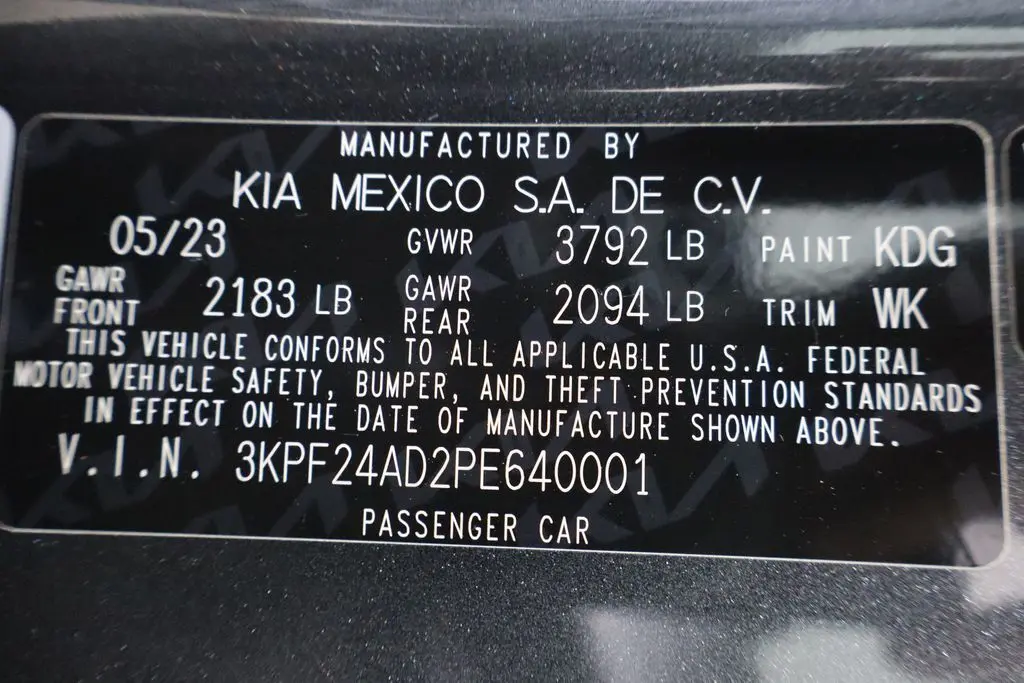 MANUFACTURED BY
KIA MEXICO S.A. DE C.V.
05/23 GVWR 3792 LB PAINT KDG
GAWR FRONT 2183 LB GAWR REAR 2094 LB TRIM WK
THIS VEHICLE CONFORMS TO ALL APPLICABLE U.S.A. FEDERAL
MOTOR VEHICLE SAFETY, BUMPER, AND THEFT PREVENTION STANDARDS
IN EFFECT ON THE DATE OF MANUFACTURE SHOWN ABOVE.
V.I.N. 3KPF24AD2PE640001
PASSENGER CAR